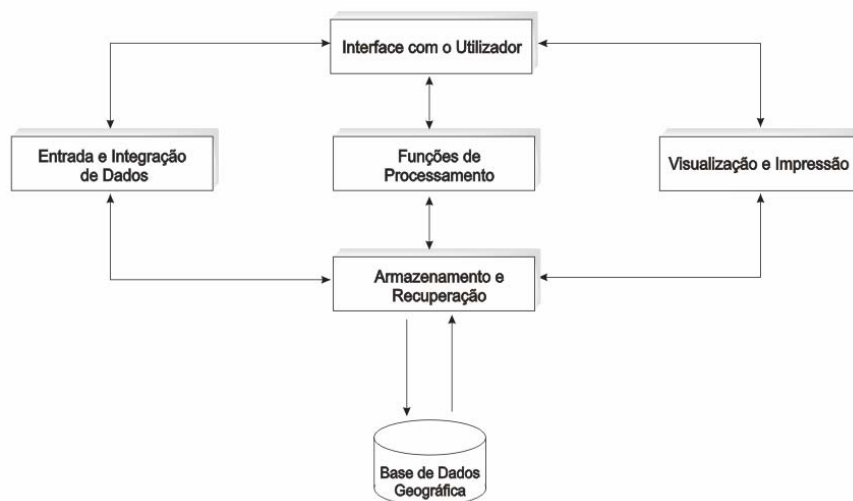 Interface com o Utilizador
Entrada e Integração
de Dados
Funções de
Processamento
Visualização e Impressão
Armazenamento e
Recuperação
Base de Dados
Geográfica